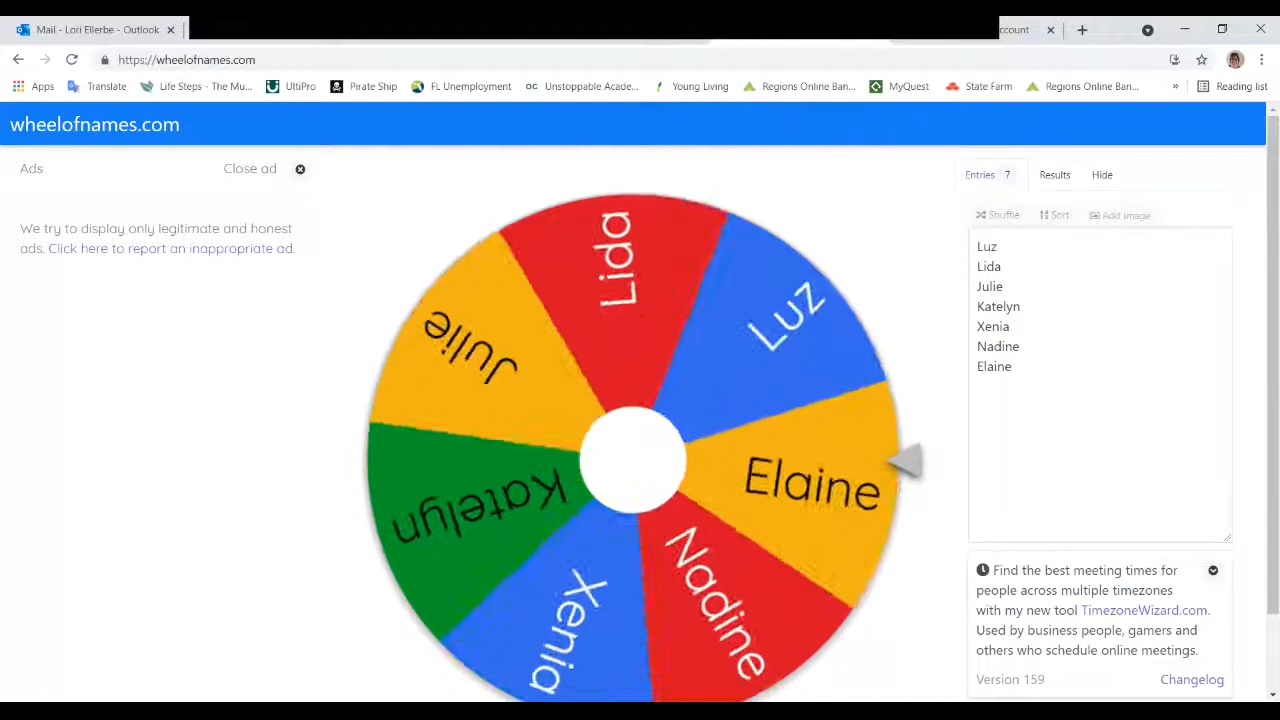 Mail - Lori Ellerbe - Outlook
ccount
https://wheelofnames.com
Apps Translate LifeSteps - The Mu... UltiPro Pirate Ship FL Unemployment OC Unstoppable Acade... Young Living Regions Online Ban... MyQuest State Farm Regions Online Ban... » Reading list
wheelofnames.com
Ads Close ad
We try to display only legitimate and honest
ads. Click here to report an inappropriate ad.
Lida
Luz
Julie
Elaine
Katelyn
Nadine
Xenia
Entries 7 Results Hide
Shuffle Sort Add image
Luz
Lida
Julie
Katelyn
Xenia
Nadine
Elaine
Find the best meeting times for
people across multiple timezones
with my new tool TimezoneWizard.com.
Used by business people, gamers and
others who schedule online meetings.
Version 159 Changelog